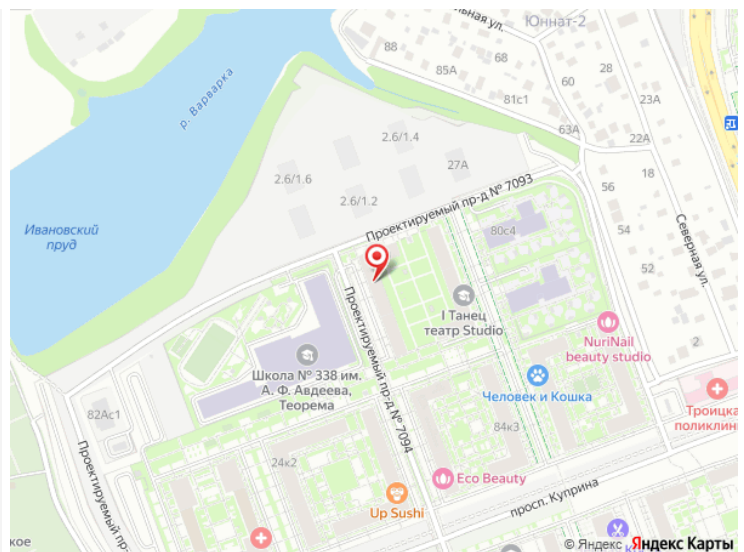 Юннат-2
88
85А
60
28
р. Варварка
81с1
23А
2.6/1.4
63А
22А
2.6/1.6
27А
18
2.6/1.2
Проектируемый пр-д № 7093
56
Ивановский
пруд
80с4
54
Северная ул.
52
I Танец
театр Studio
Проектируемый пр-д № 7094
NuriNail
beauty studio
2
Школа № 338 им.
А. Ф. Авдеева,
Теорема
Человек и Кошка
82Ас1
Троицка
поликлин
84к3
24к2
Eco Beauty
Проектируемый пр-д
просп. Куприна
Up Sushi
ское
© Яндекс Яндекс Карты